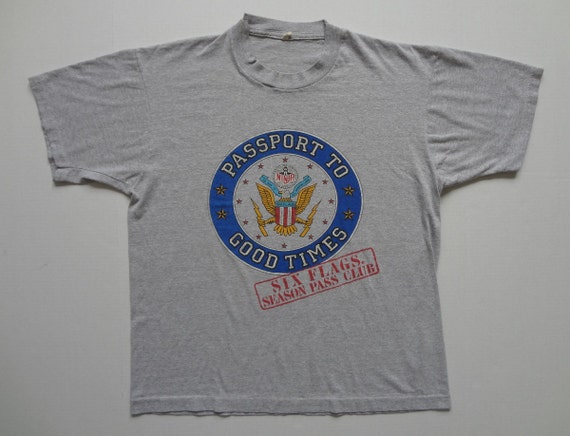 PASSPORT TO
GOOD TIMES
SIX FLAGS.
SEASON PASS CLUB